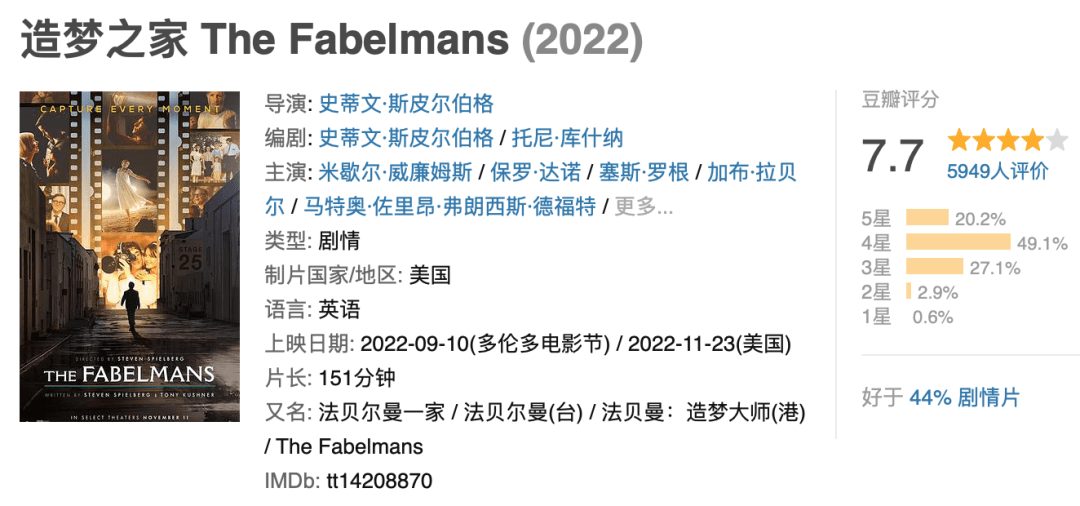 造梦之家 The Fabelmans (2022)
CAPTURE EVERY MOMENT
STAGE
25
DIRECTED BY STEVEN SPIELBERG
THE FABELMANS
WRITTEN BY STEVEN SPIELBERG & TONY KUSHNER
IN SELECT THEATERS NOVEMBER 11
导演: 史蒂文·斯皮尔伯格
编剧: 史蒂文·斯皮尔伯格 / 托尼·库什纳
主演: 米歇尔·威廉姆斯 / 保罗·达诺 / 塞斯·罗根 / 加布·拉贝
尔 / 马特奥·佐里昂·弗朗西斯·德福特 / 更多...
类型: 剧情
制片国家/地区: 美国
语言: 英语
上映日期: 2022-09-10(多伦多电影节) / 2022-11-23(美国)
片长: 151分钟
又名: 法贝尔曼一家 / 法贝尔曼(台) / 法贝曼：造梦大师(港)
/ The Fabelmans
IMDb: tt14208870
豆瓣评分
7.7
5949人评价
5星 20.2%
4星 49.1%
3星 27.1%
2星 2.9%
1星 0.6%
好于 44% 剧情片